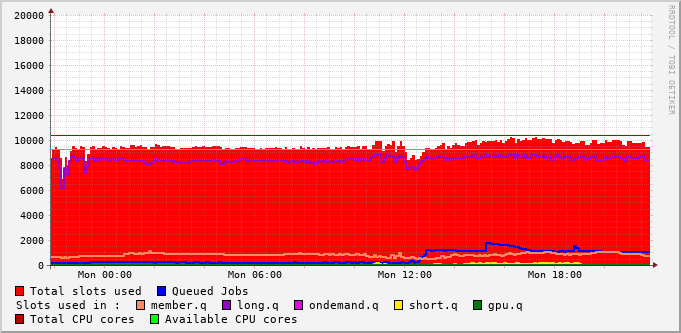 20000
18000
16000
14000
12000
10000
8000
6000
4000
2000
0
Mon 00:00 Mon 06:00 Mon 12:00 Mon 18:00
RRDTOOL / TOBI OETIKER
Total slots used Queued Jobs
Slots used in : member.q long.q ondemand.q short.q gpu.q
Total CPU cores Available CPU cores